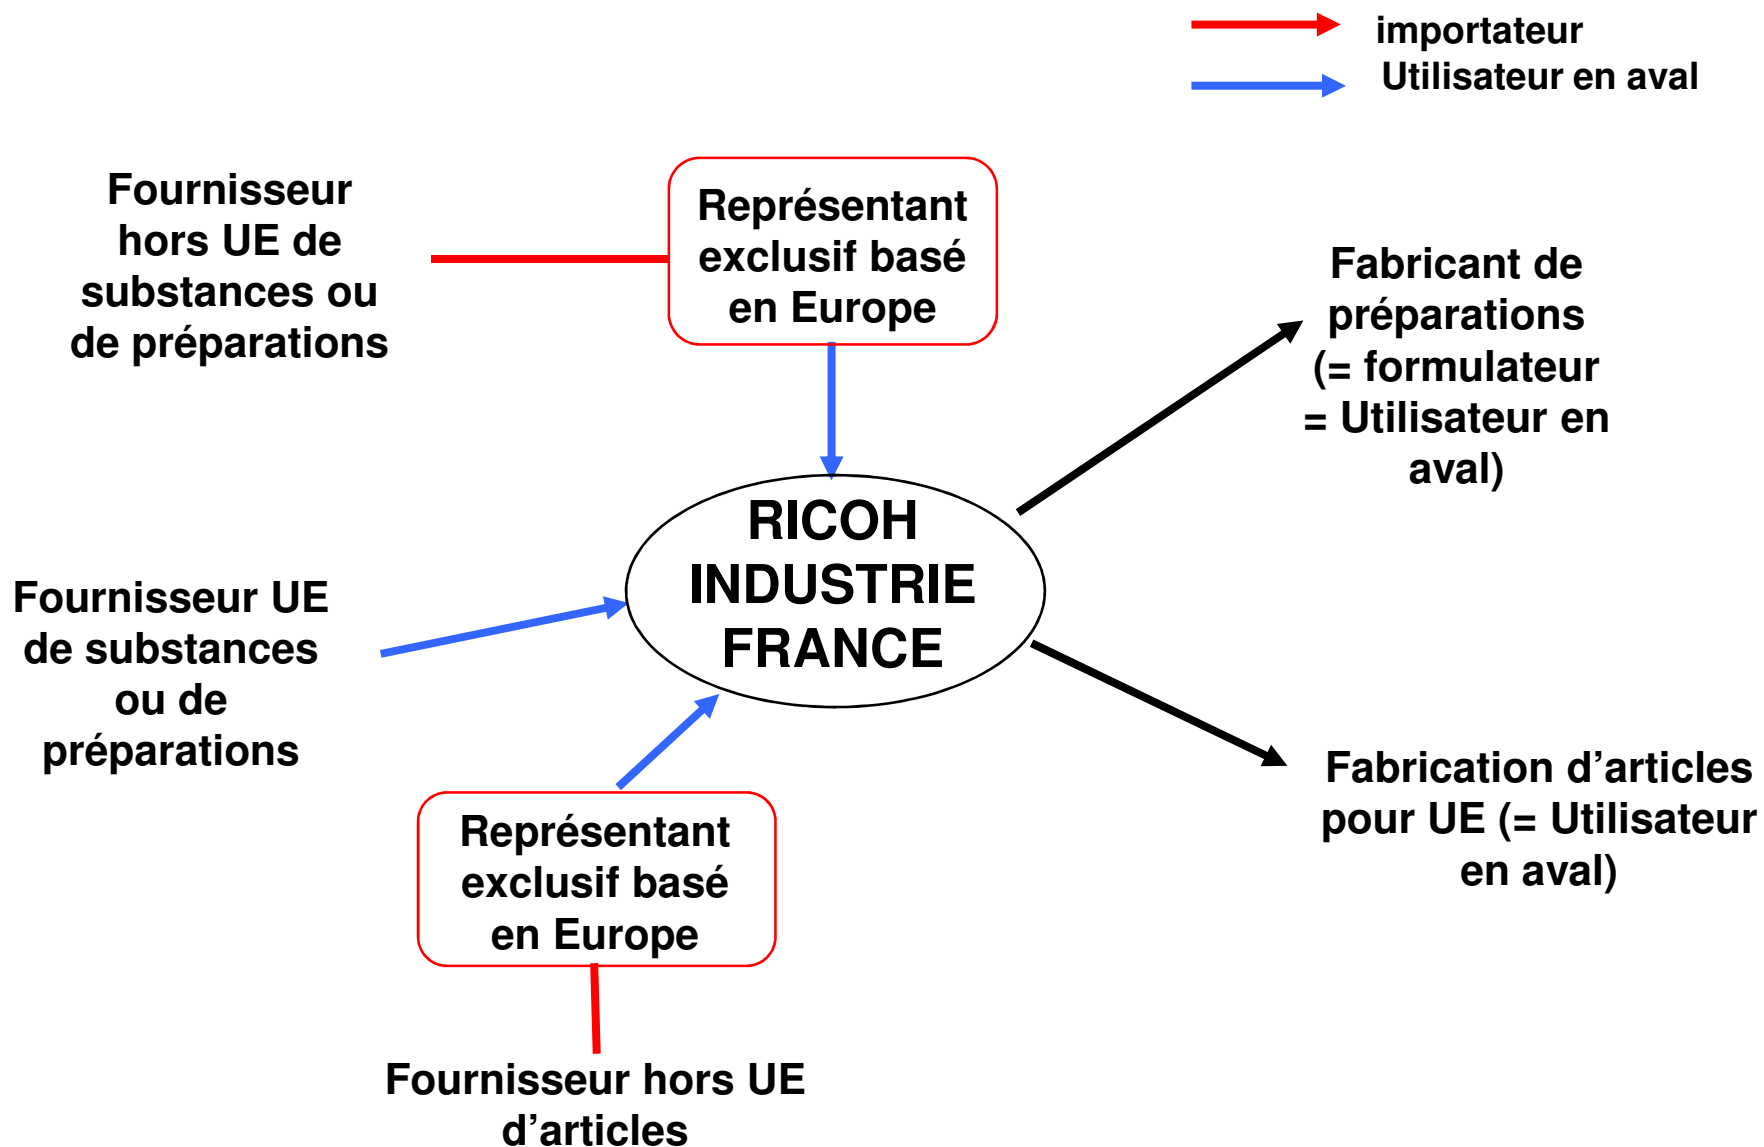 importateur
Utilisateur en aval
Fournisseur
hors UE de
substances ou
de préparations
Représentant
exclusif basé
en Europe
Fabricant de
préparations
(= formulateur
= Utilisateur en
aval)
RICOH
INDUSTRIE
FRANCE
Fournisseur UE
de substances
ou de
préparations
Fabrication d’articles
pour UE (= Utilisateur
en aval)
Représentant
exclusif basé
en Europe
Fournisseur hors UE
d’articles